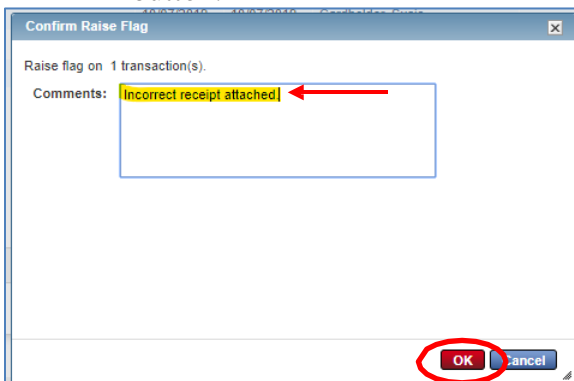 Confirm Raise Flag
Raise flag on 1 transaction(s).
Comments: Incorrect receipt attached.
OK Cancel